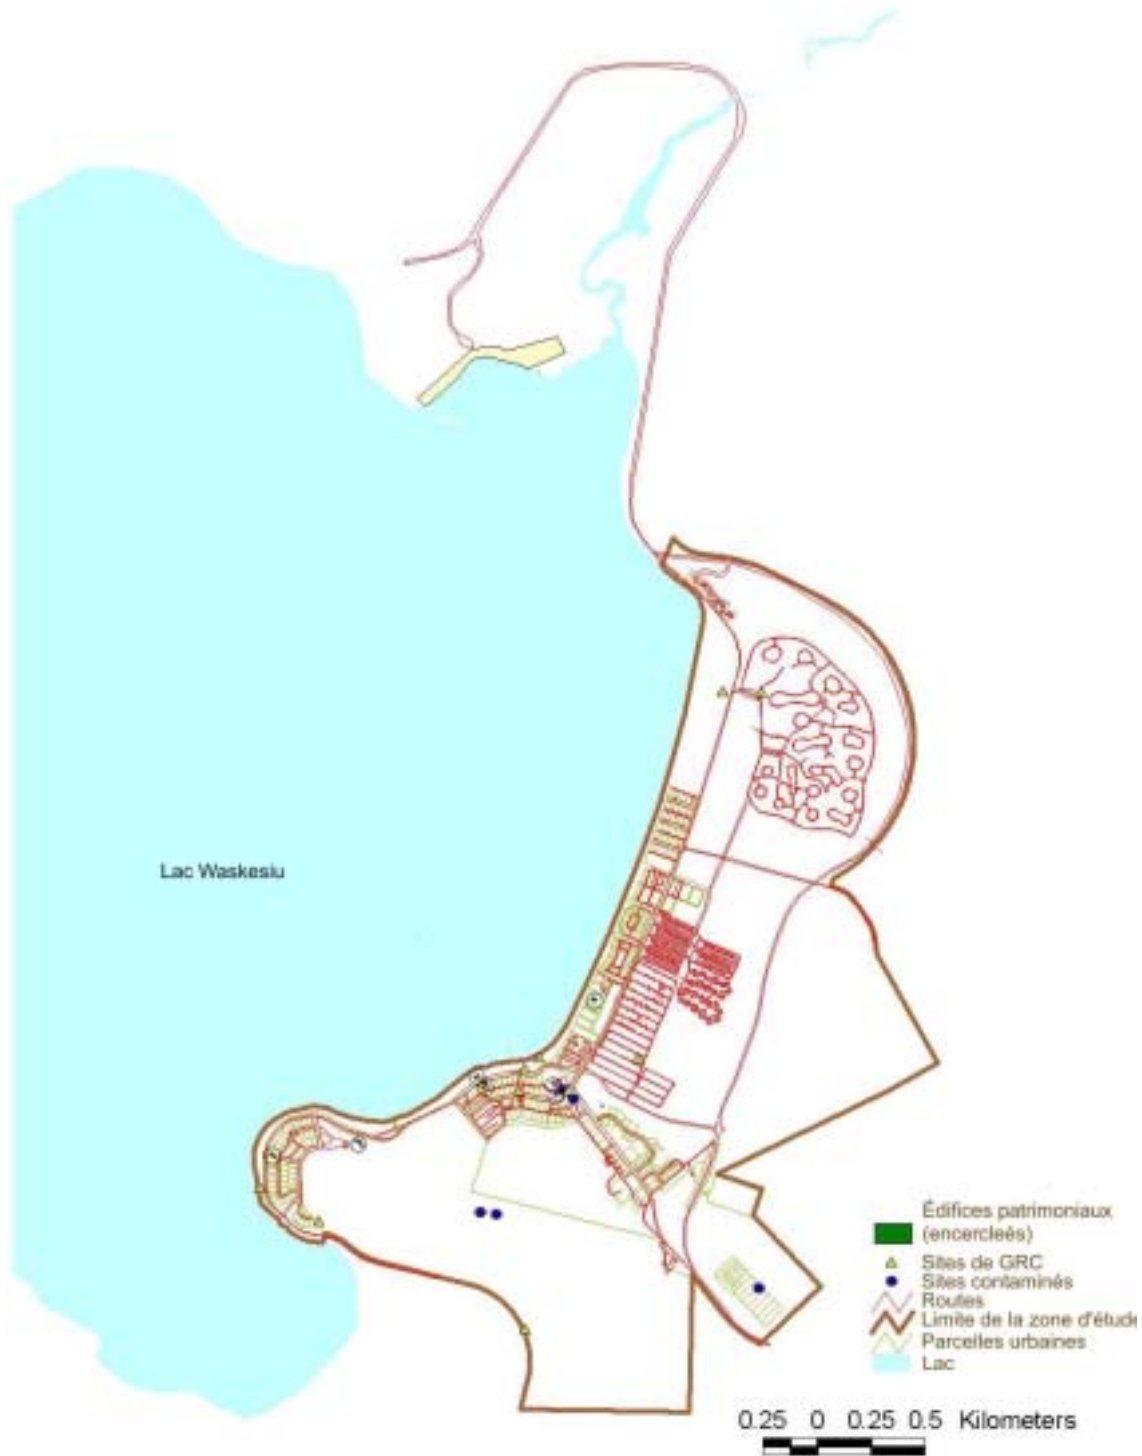 Lac Waskesiu
Édifices patrimoniaux
(encercleés)
Sites de GRC
Sites contaminés
Routes
Limite de la zone d'étude
Parcelles urbaines
Lac
0.25 0 0.25 0.5 Kilometers